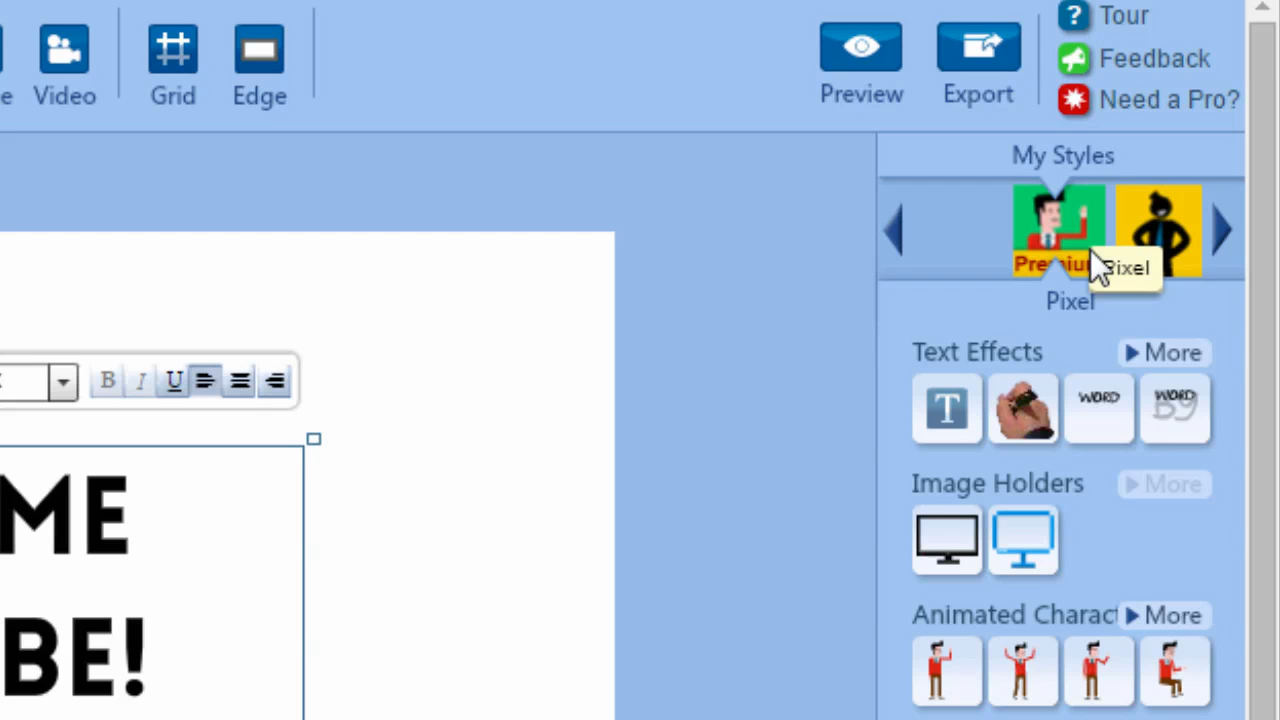 Video
Grid
Edge
Preview
Export
? Tour
Feedback
Need a Pro?
My Styles
Pixel
Pixel
B I U
Text Effects
More
T
WORD
WORD
Image Holders
More
ME
BE!
Animated Charact
More